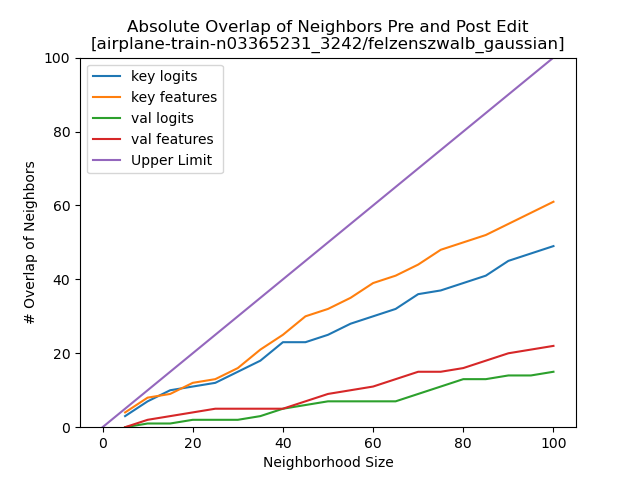 Absolute Overlap of Neighbors Pre and Post Edit
[airplane-train-n03365231_3242/felzenszwalb_gaussian]
100
80
60
40
20
0
# Overlap of Neighbors
key logits
key features
val logits
val features
Upper Limit
0 20 40 60 80 100
Neighborhood Size